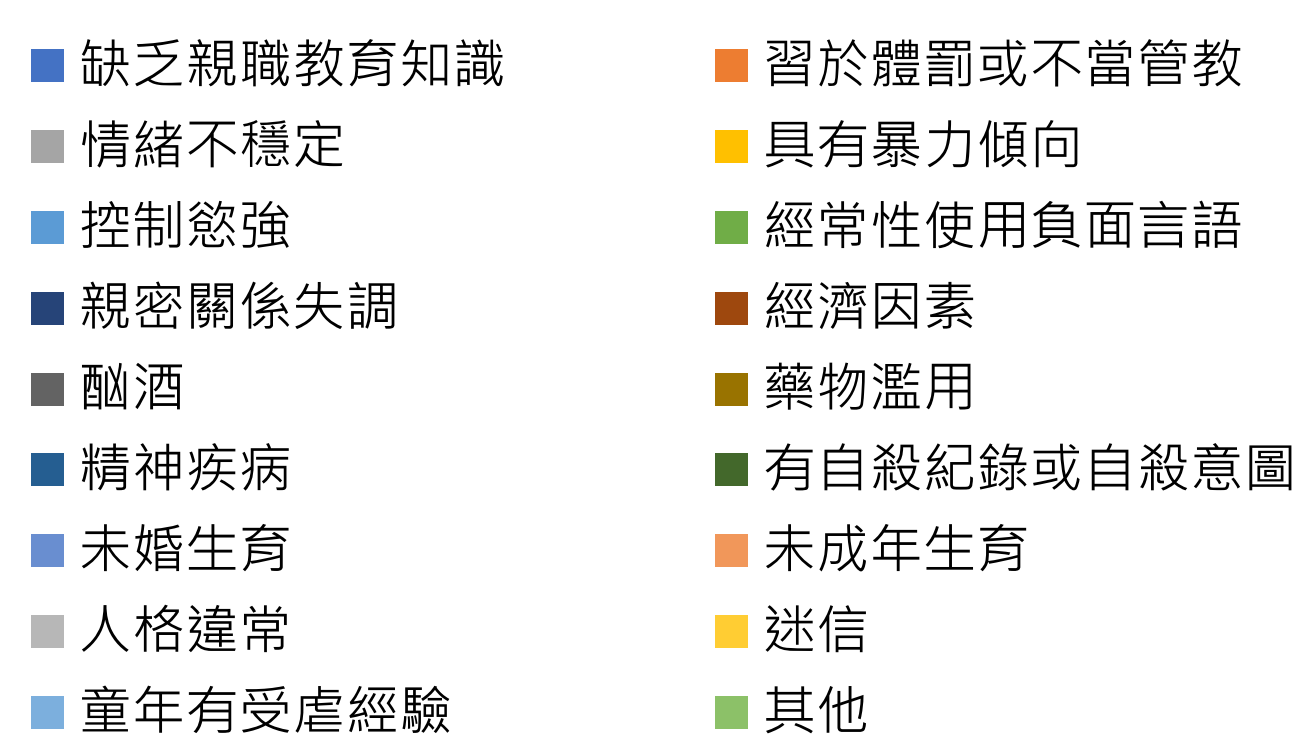 缺乏親職教育知識
習於體罰或不當管教
情緒不穩定
具有暴力傾向
控制慾強
經常性使用負面言語
親密關係失調
經濟因素
酗酒
藥物濫用
精神疾病
有自殺紀錄或自殺意圖
未婚生育
未成年生育
人格違常
迷信
童年有受虐經驗
其他